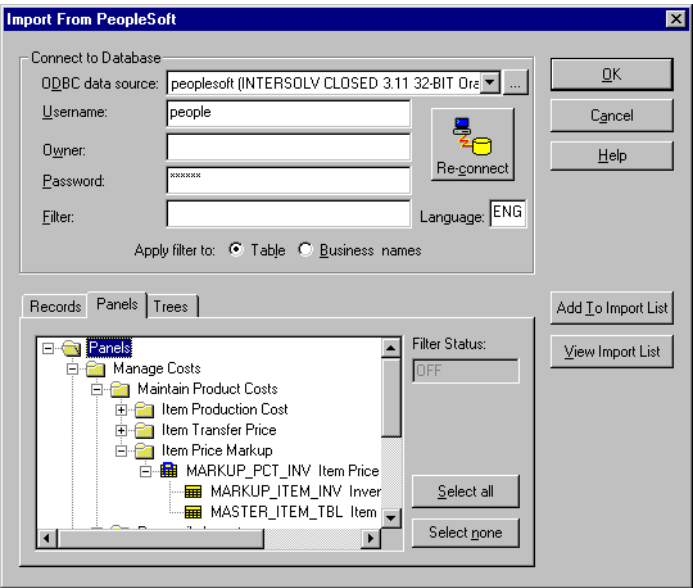 Import From PeopleSoft
Connect to Database
ODBC data source: peoplesoft (INTERSOLV CLOSED 3.11 32-BIT Ora ...
Username: people
Owner:
Password: xxxxxx
Re-connect
Filter:
Language: ENG
Apply filter to: Table Business names
OK
Cancel
Help
Records Panels Trees
Add To Import List
View Import List
Panels
Manage Costs
Maintain Product Costs
Item Production Cost
Item Transfer Price
Item Price Markup
MARKUP_PCT_INV Item Price
MARKUP_ITEM_INV Inver
MASTER_ITEM_TBL Item
Filter Status:
OFF
Select all
Select none